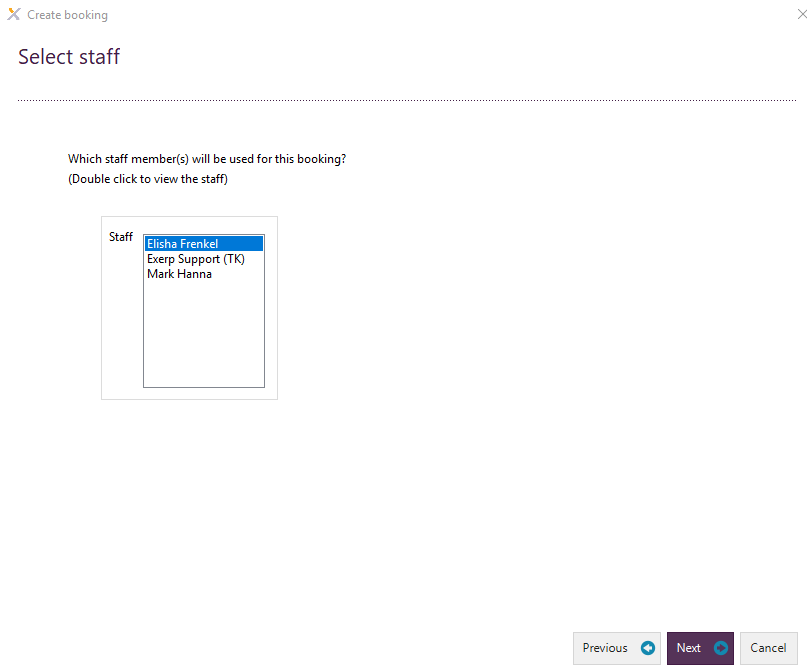 Create booking
Select staff
Which staff member(s) will be used for this booking?
(Double click to view the staff)
Staff
Elisha Frenkel
Exerp Support (TK)
Mark Hanna
Previous
Next
Cancel